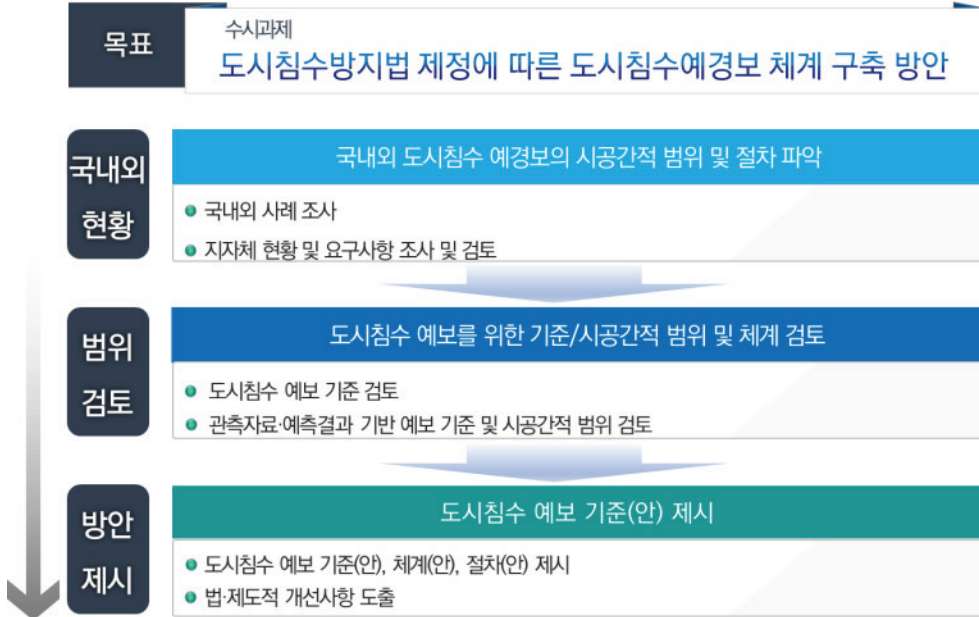 목표
수시과제
도시침수방지법 제정에 따른 도시침수예경보 체계 구축 방안
국내외
현황
국내외 도시침수 예경보의 시공간적 범위 및 절차 파악
국내외 사례 조사
지자체 현황 및 요구사항 조사 및 검토
범위
검토
도시침수 예보를 위한 기준/시공간적 범위 및 체계 검토
도시침수 예보 기준 검토
관측자료·예측결과 기반 예보 기준 및 시공간적 범위 검토
방안
제시
도시침수 예보 기준(안) 제시
도시침수 예보 기준(안), 체계(안), 절차(안) 제시
법·제도적 개선사항 도출